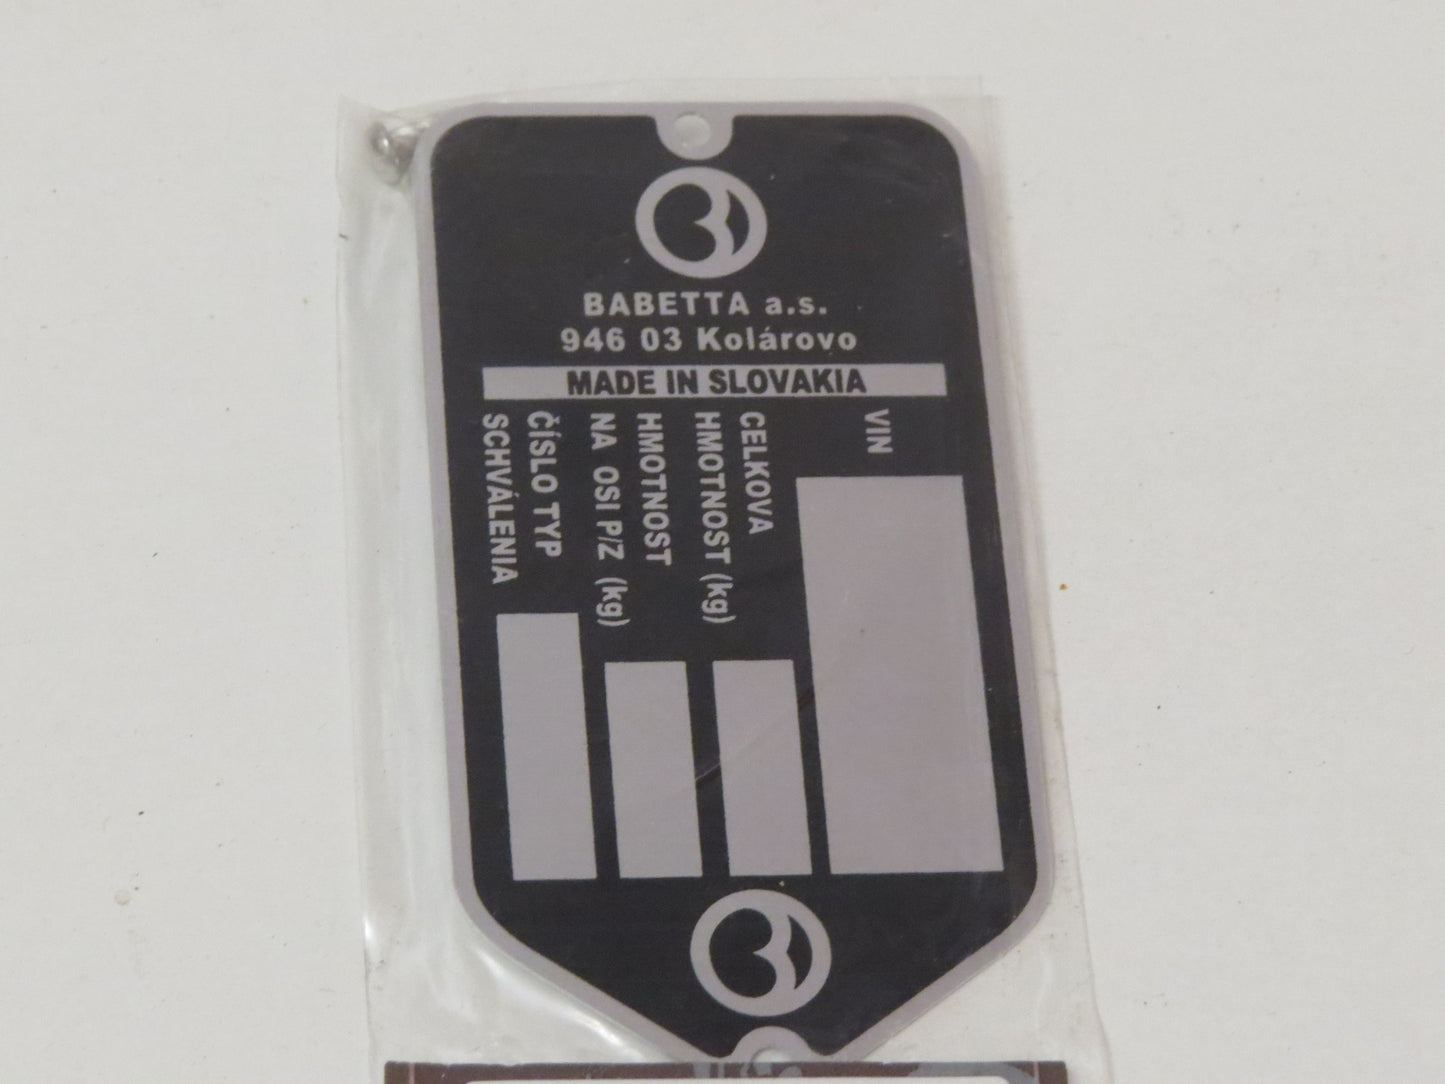 BABETTA a.s.
946 03 Kolárovo
MADE IN SLOVAKIA
VIN
CELKOVA
HMOTNOST (kg)
HMOTNOST
NA OSI P/Z (kg)
ČÍSLO TYP
SCHVÁLENIA